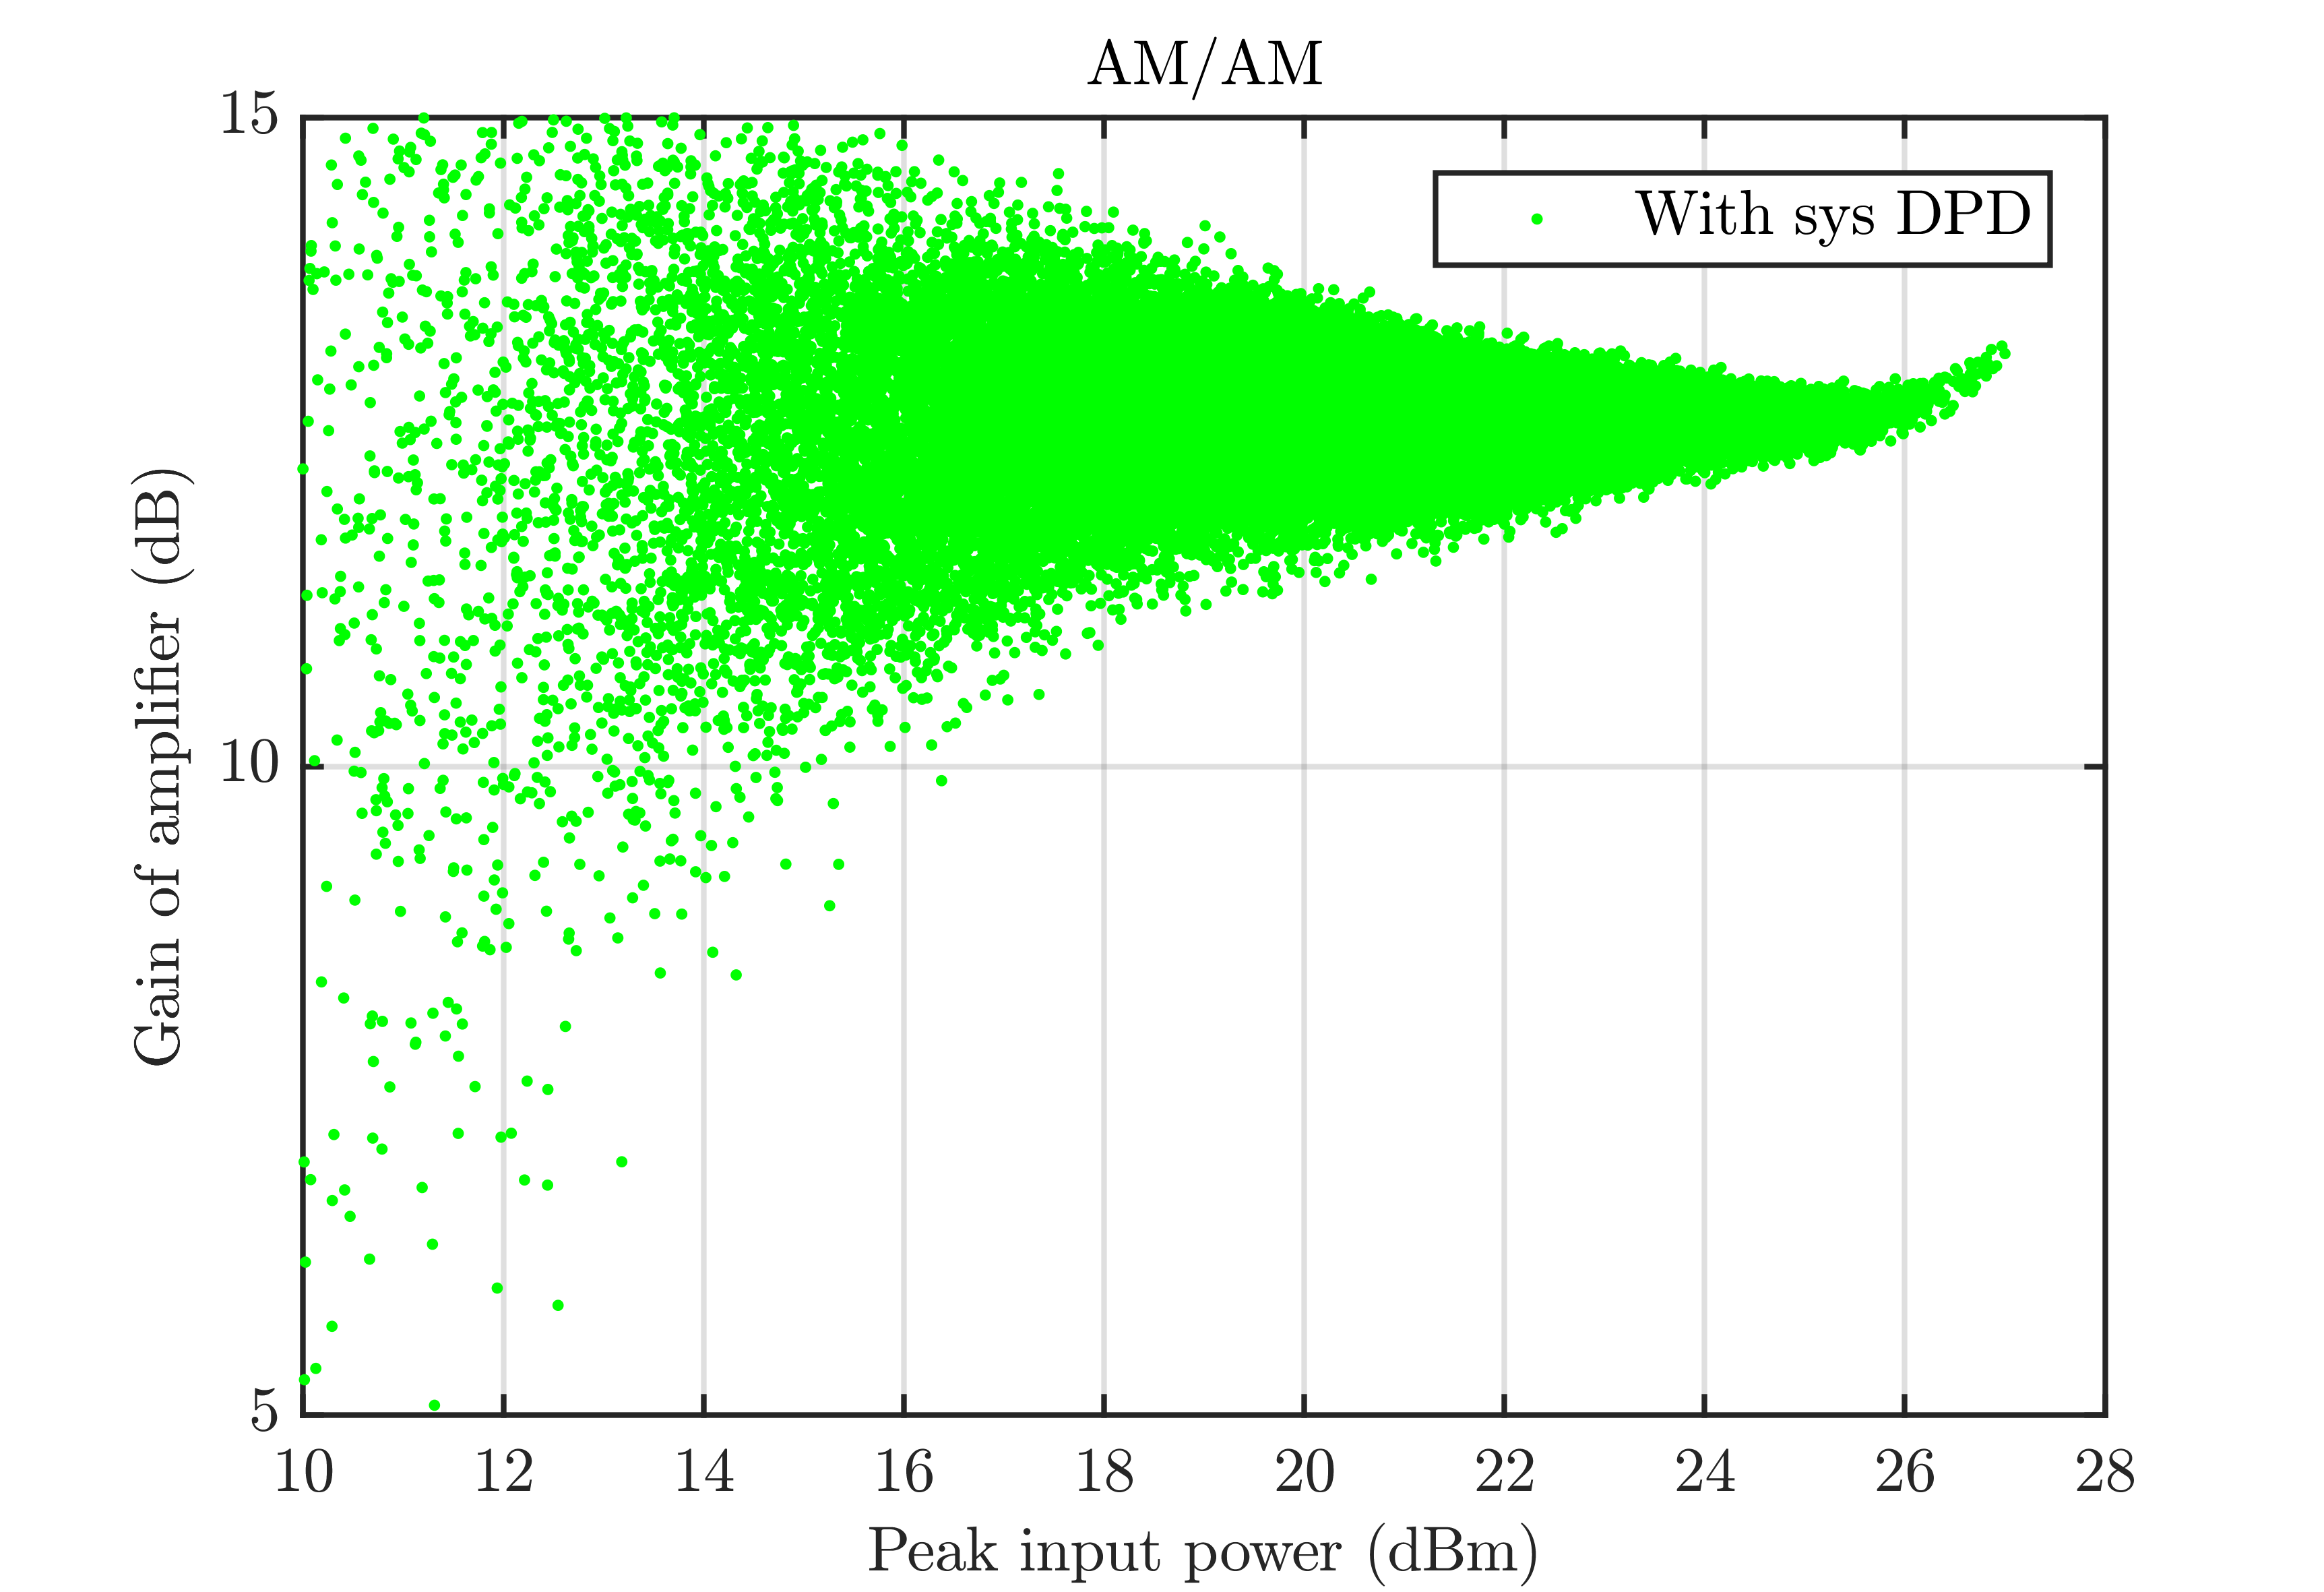 AM/AM
15
With sys DPD
Gain of amplifier (dB)
10
5
10 12 14 16 18 20 22 24 26 28
Peak input power (dBm)